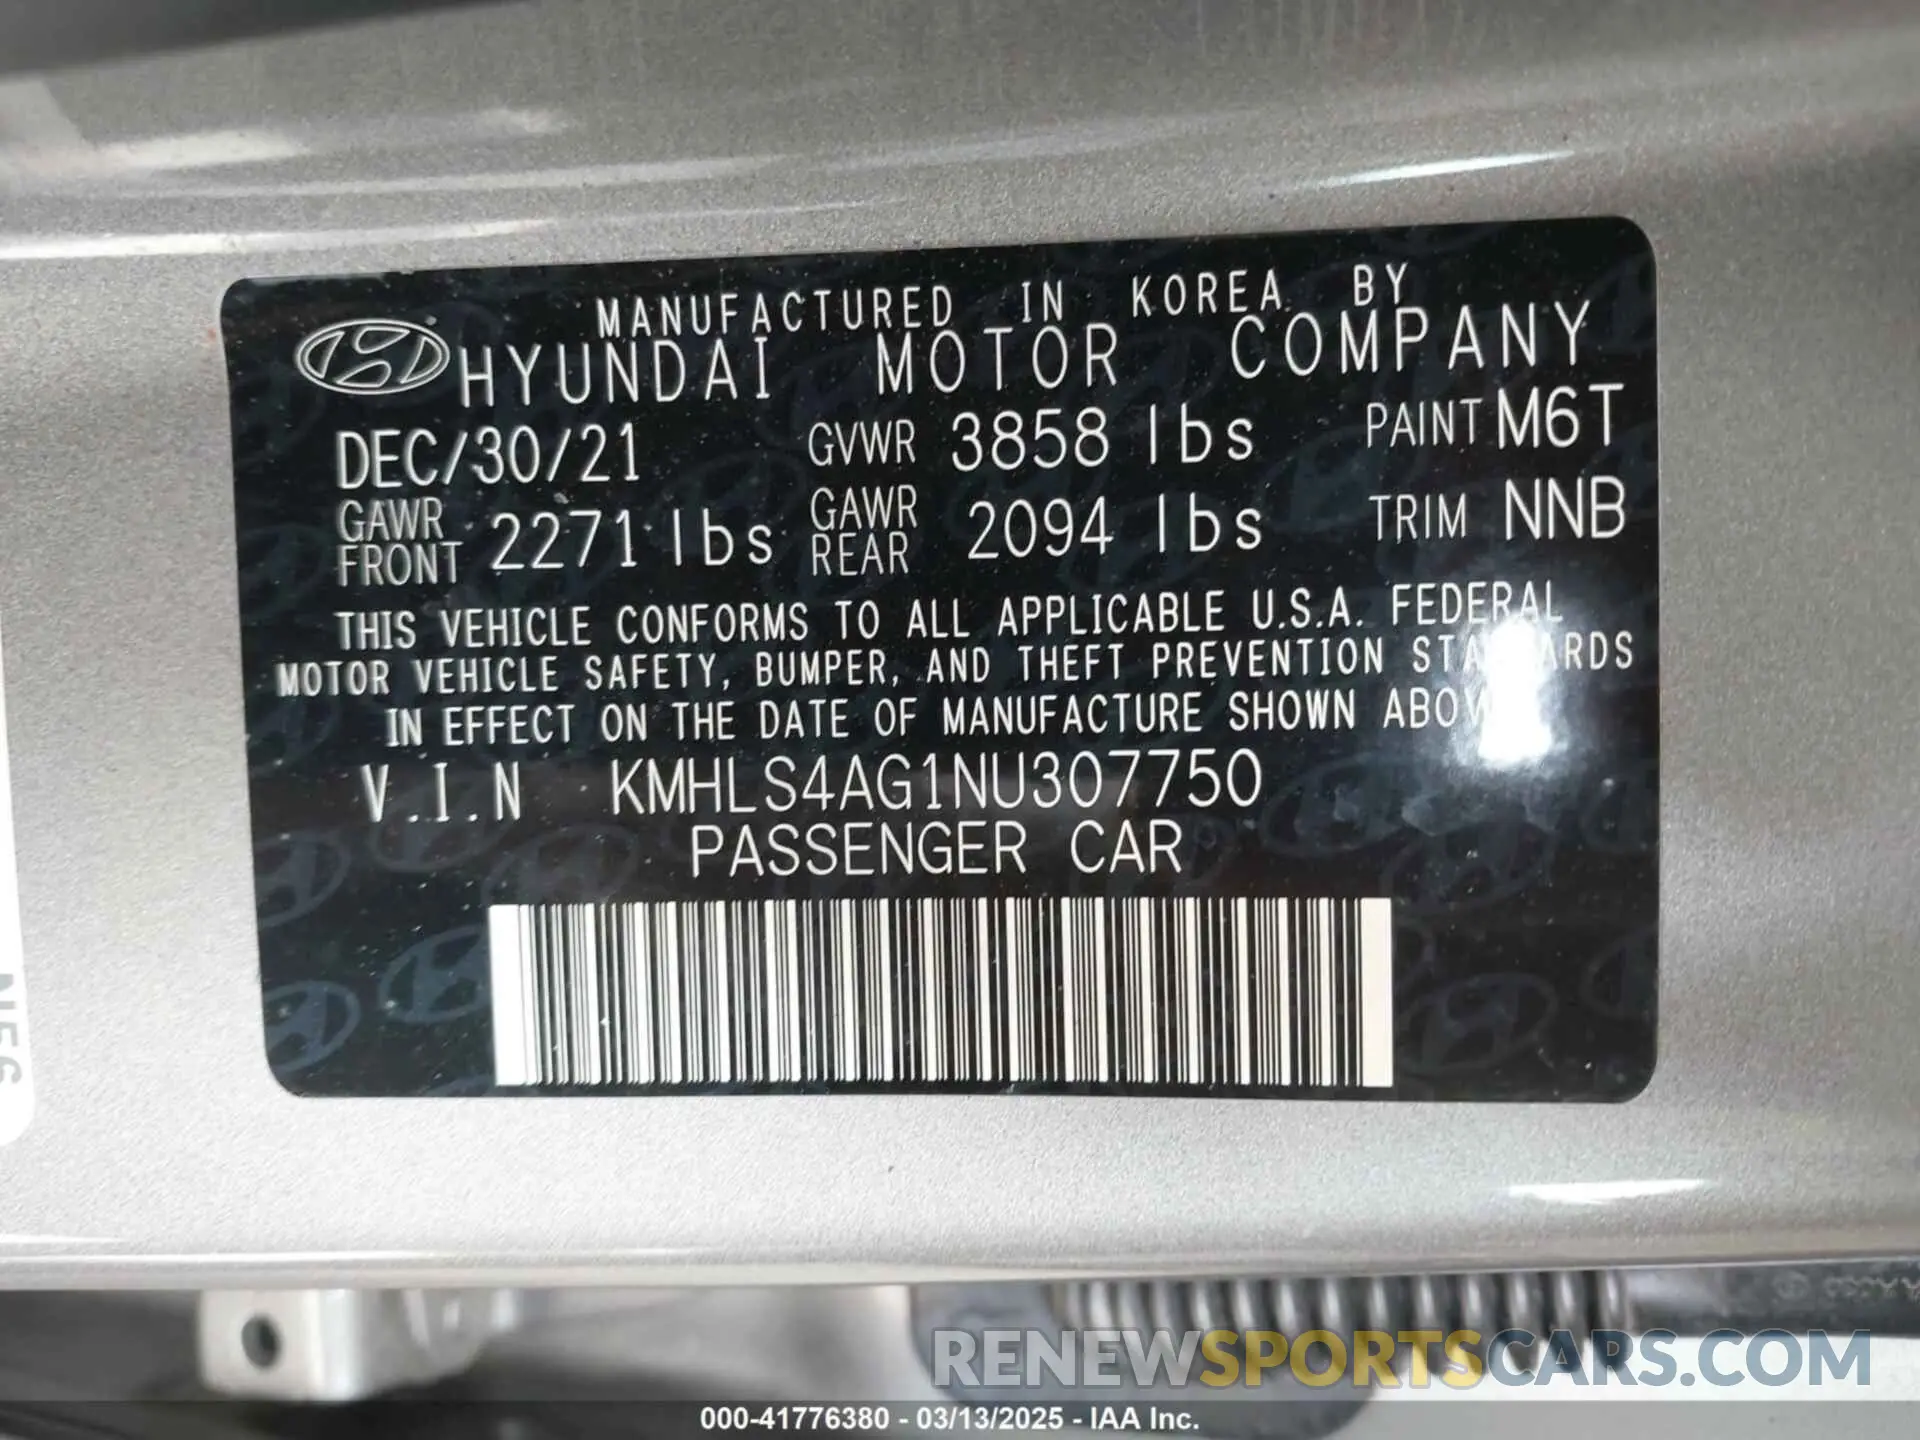 MANUFACTURED IN KOREA BY
HYUNDAI MOTOR COMPANY
DEC/30/21 GVWR 3858 lbs PAINT M6T
GAWR FRONT 2271 lbs GAWR REAR 2094 lbs TRIM NNB
THIS VEHICLE CONFORMS TO ALL APPLICABLE U.S.A. FEDERAL
MOTOR VEHICLE SAFETY, BUMPER, AND THEFT PREVENTION STANDARDS
IN EFFECT ON THE DATE OF MANUFACTURE SHOWN ABOVE
V.I.N KMHLS4AG1NU307750
PASSENGER CAR
N56
RENEWSPORTSCARS.COM
000-41776380 - 03/13/2025 - IAA Inc.